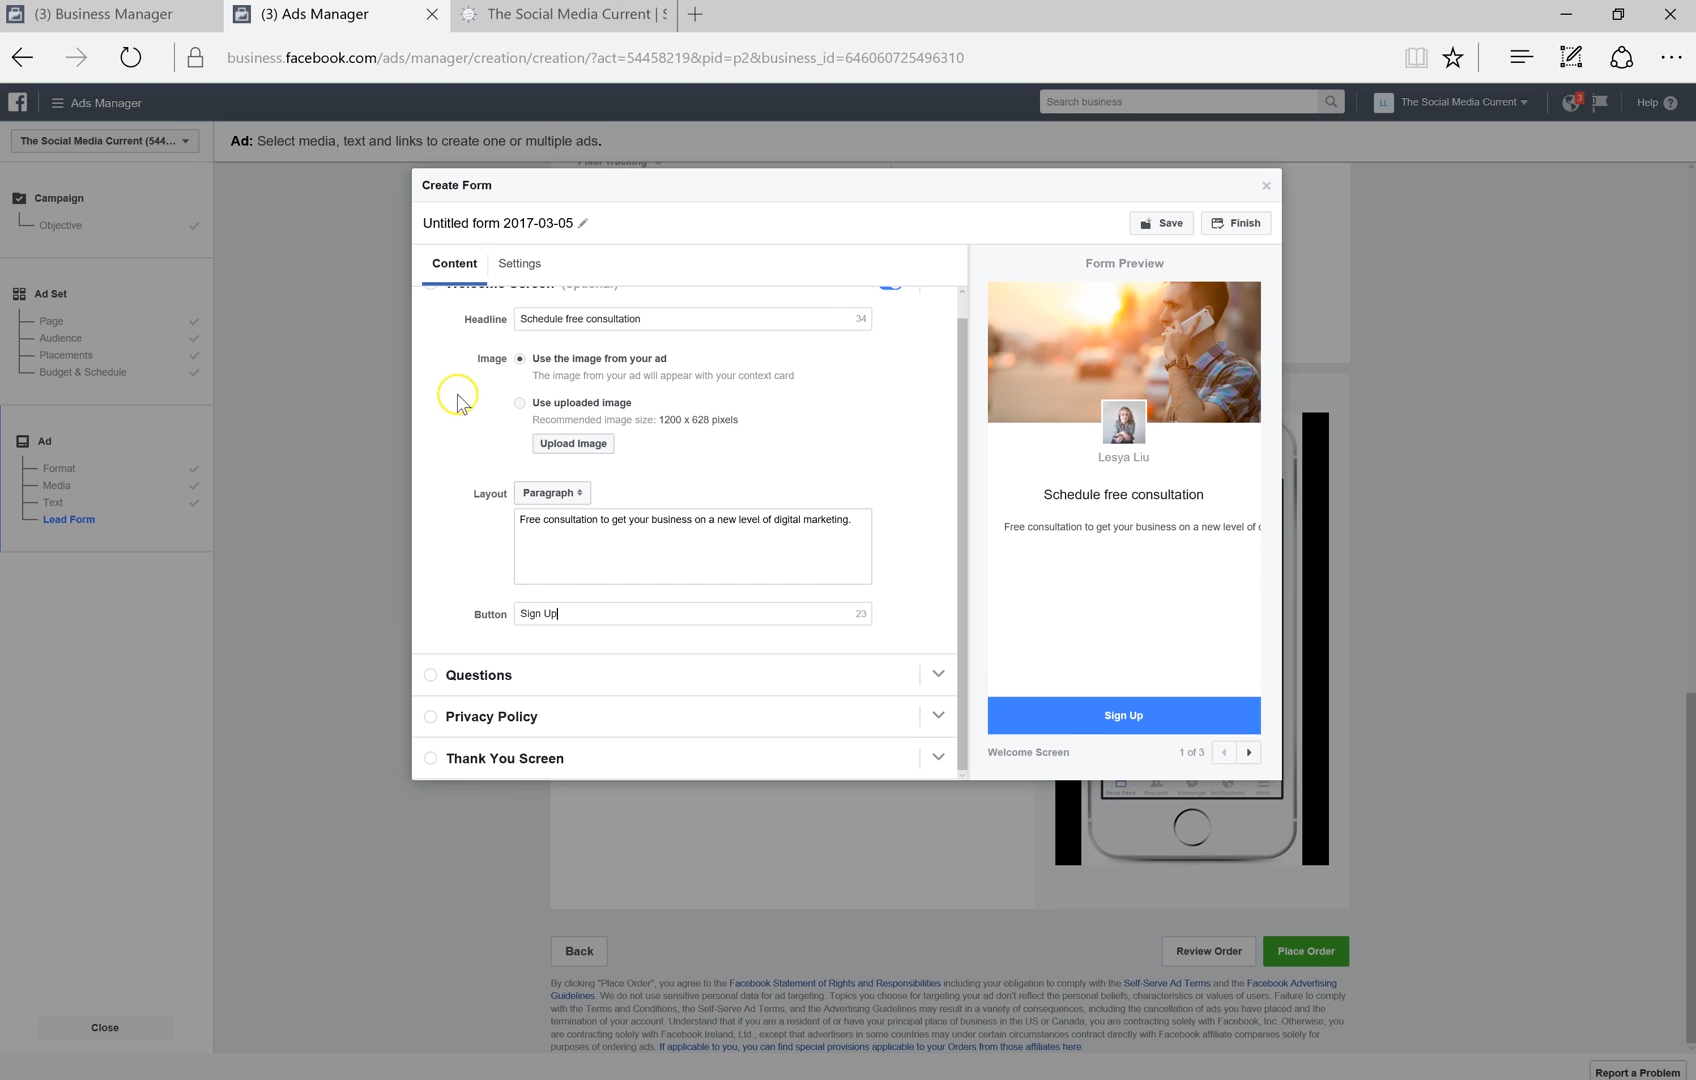 (3) Business Manager
(3) Ads Manager
The Social Media Current | S
business.facebook.com/ads/manager/creation/creation/?act=54458219&pid=p2&business_id=646060725496310
Ads Manager
Search business
LL
The Social Media Current
3
Help
The Social Media Current (544...
Ad: Select media, text and links to create one or multiple ads.
Pixel Tracking
Campaign
Objective
Ad Set
Page
Audience
Placements
Budget & Schedule
Ad
Format
Media
Text
Lead Form
Close
Create Form
Untitled form 2017-03-05
Save
Finish
Content
Settings
Welcome Screen (optional)
Headline
Schedule free consultation
34
Image
Use the image from your ad
The image from your ad will appear with your context card
Use uploaded image
Recommended image size: 1200 x 628 pixels
Upload Image
Layout
Paragraph
Free consultation to get your business on a new level of digital marketing.
Button
Sign Up
23
Questions
Privacy Policy
Thank You Screen
Form Preview
Lesya Liu
Schedule free consultation
Free consultation to get your business on a new level of
Sign Up
Welcome Screen
1 of 3
News Feed Requests Messenger Notifications More
Back
Review Order
Place Order
By clicking "Place Order", you agree to the Facebook Statement of Rights and Responsibilities including your obligation to comply with the Self-Serve Ad Terms and the Facebook Advertising
Guidelines. We do not use sensitive personal data for ad targeting. Topics you choose for targeting your ad don't reflect the personal beliefs, characteristics or values of users. Failure to comply
with the Terms and Conditions, the Self-Serve Ad Terms, and the Advertising Guidelines may result in a variety of consequences, including the cancellation of ads you have placed and the
termination of your account. Understand that if you are a resident of or have your principal place of business in the US or Canada, you are contracting solely with Facebook, Inc. Otherwise, you
are contracting solely with Facebook Ireland, Ltd., except that advertisers in some countries may under certain circumstances contract directly with Facebook affiliate companies solely for
purposes of ordering ads. If applicable to you, you can find special provisions applicable to your Orders from those affiliates here.
Report a Problem